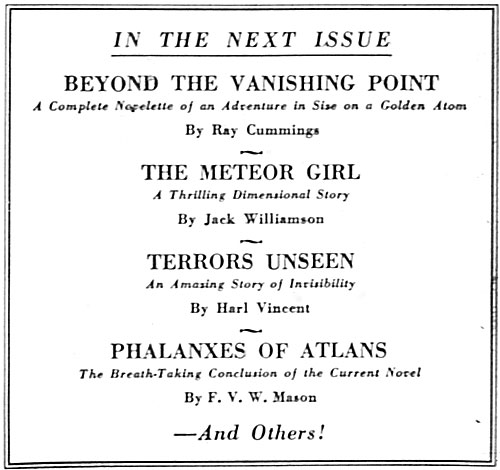 IN THE NEXT ISSUE
BEYOND THE VANISHING POINT
A Complete Novelette of an Adventure in Size on a Golden Atom
By Ray Cummings
THE METEOR GIRL
A Thrilling Dimensional Story
By Jack Williamson
TERRORS UNSEEN
An Amazing Story of Invisibility
By Harl Vincent
PHALANXES OF ATLANS
The Breath-Taking Conclusion of the Current Novel
By F. V. W. Mason
—And Others!